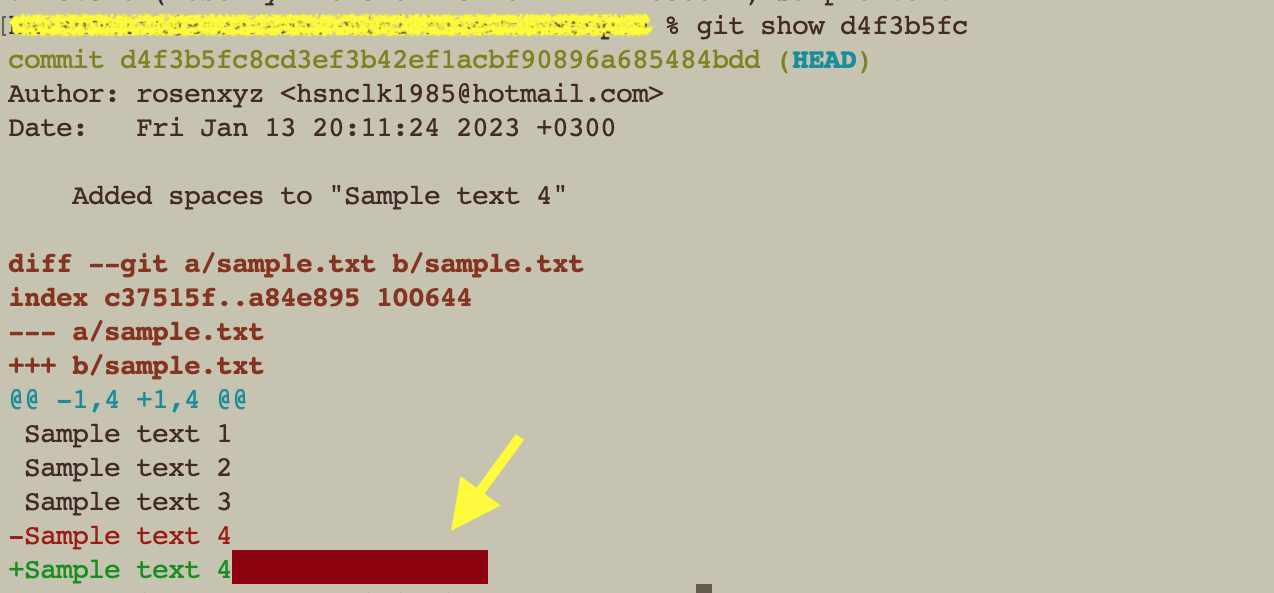 % git show d4f3b5fc
commit d4f3b5fc8cd3ef3b42ef1acbf90896a685484bdd (HEAD)
Author: rosenxyz <hsnclk1985@hotmail.com>
Date:   Fri Jan 13 20:11:24 2023 +0300
    Added spaces to "Sample text 4"
diff --git a/sample.txt b/sample.txt
index c37515f..a84e895 100644
--- a/sample.txt
+++ b/sample.txt
@@ -1,4 +1,4 @@
 Sample text 1
 Sample text 2
 Sample text 3
-Sample text 4
+Sample text 4